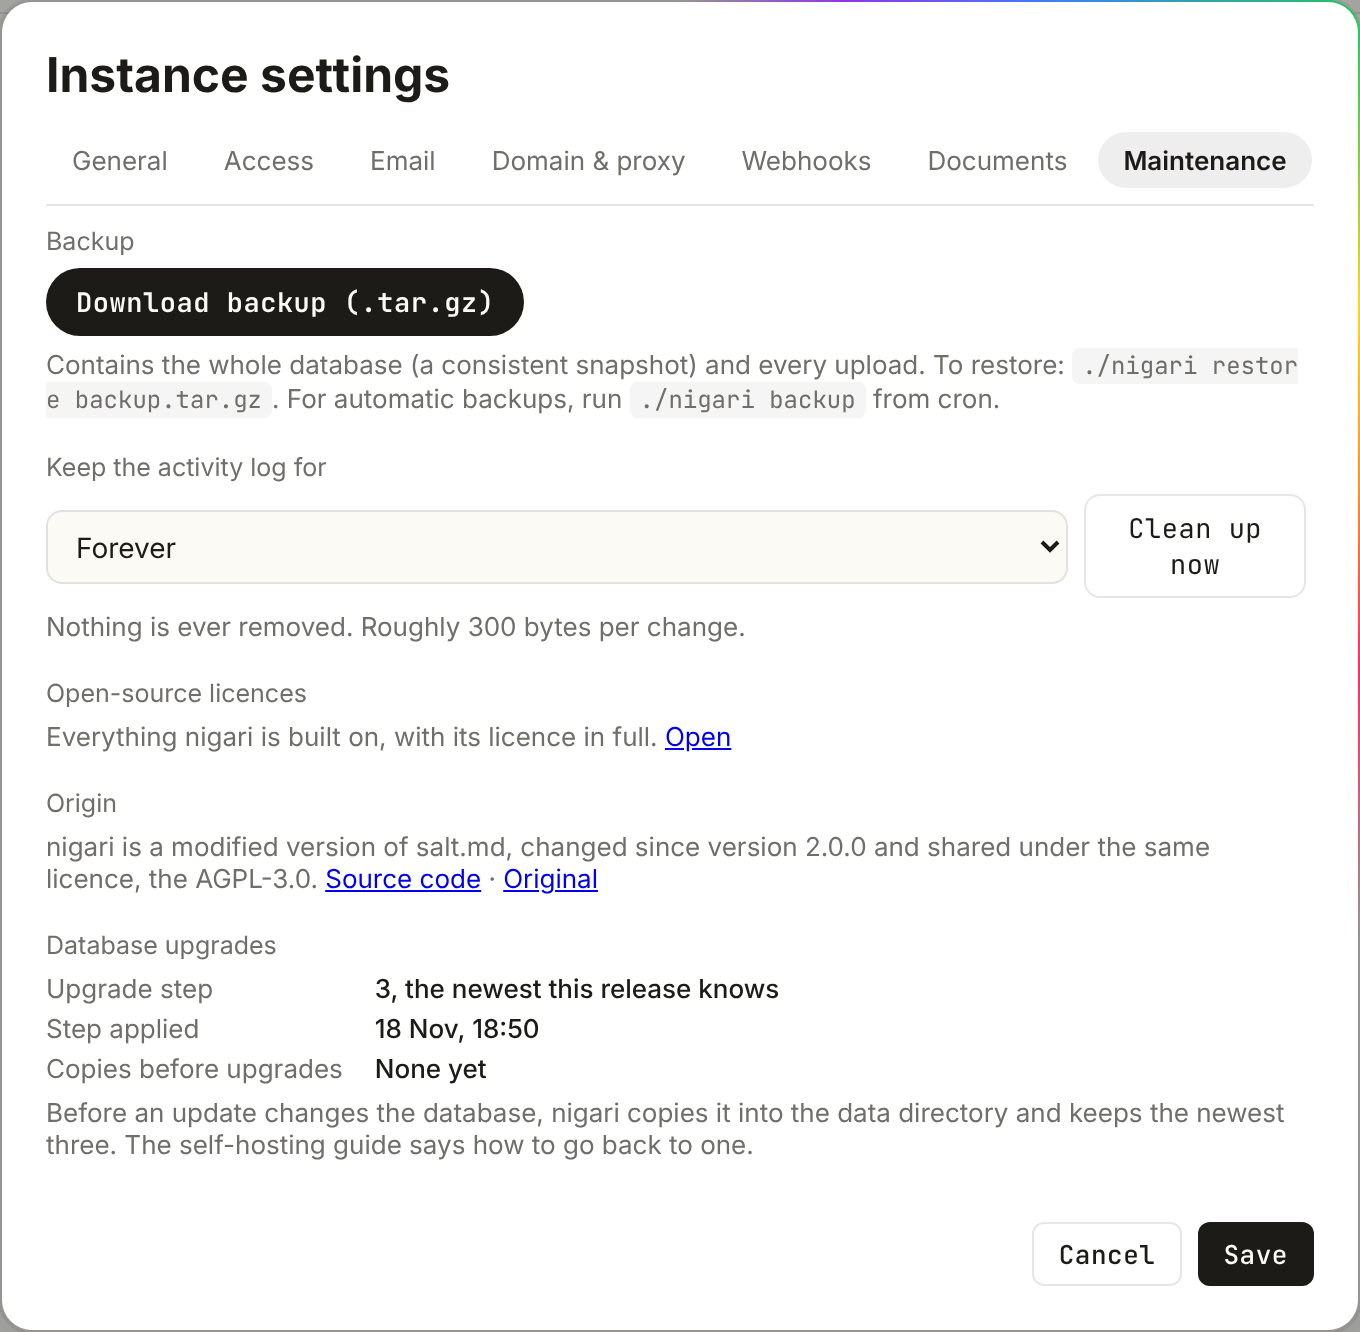 Instance settings
General Access Email Domain & proxy Webhooks Documents Maintenance
Backup
Download backup (.tar.gz)
Contains the whole database (a consistent snapshot) and every upload. To restore: ./nigari restor
e backup.tar.gz. For automatic backups, run ./nigari backup from cron.
Keep the activity log for
Forever
Clean up
now
Nothing is ever removed. Roughly 300 bytes per change.
Open-source licences
Everything nigari is built on, with its licence in full. Open
Origin
nigari is a modified version of salt.md, changed since version 2.0.0 and shared under the same
licence, the AGPL-3.0. Source code · Original
Database upgrades
Upgrade step 3, the newest this release knows
Step applied 18 Nov, 18:50
Copies before upgrades None yet
Before an update changes the database, nigari copies it into the data directory and keeps the newest
three. The self-hosting guide says how to go back to one.
Cancel Save